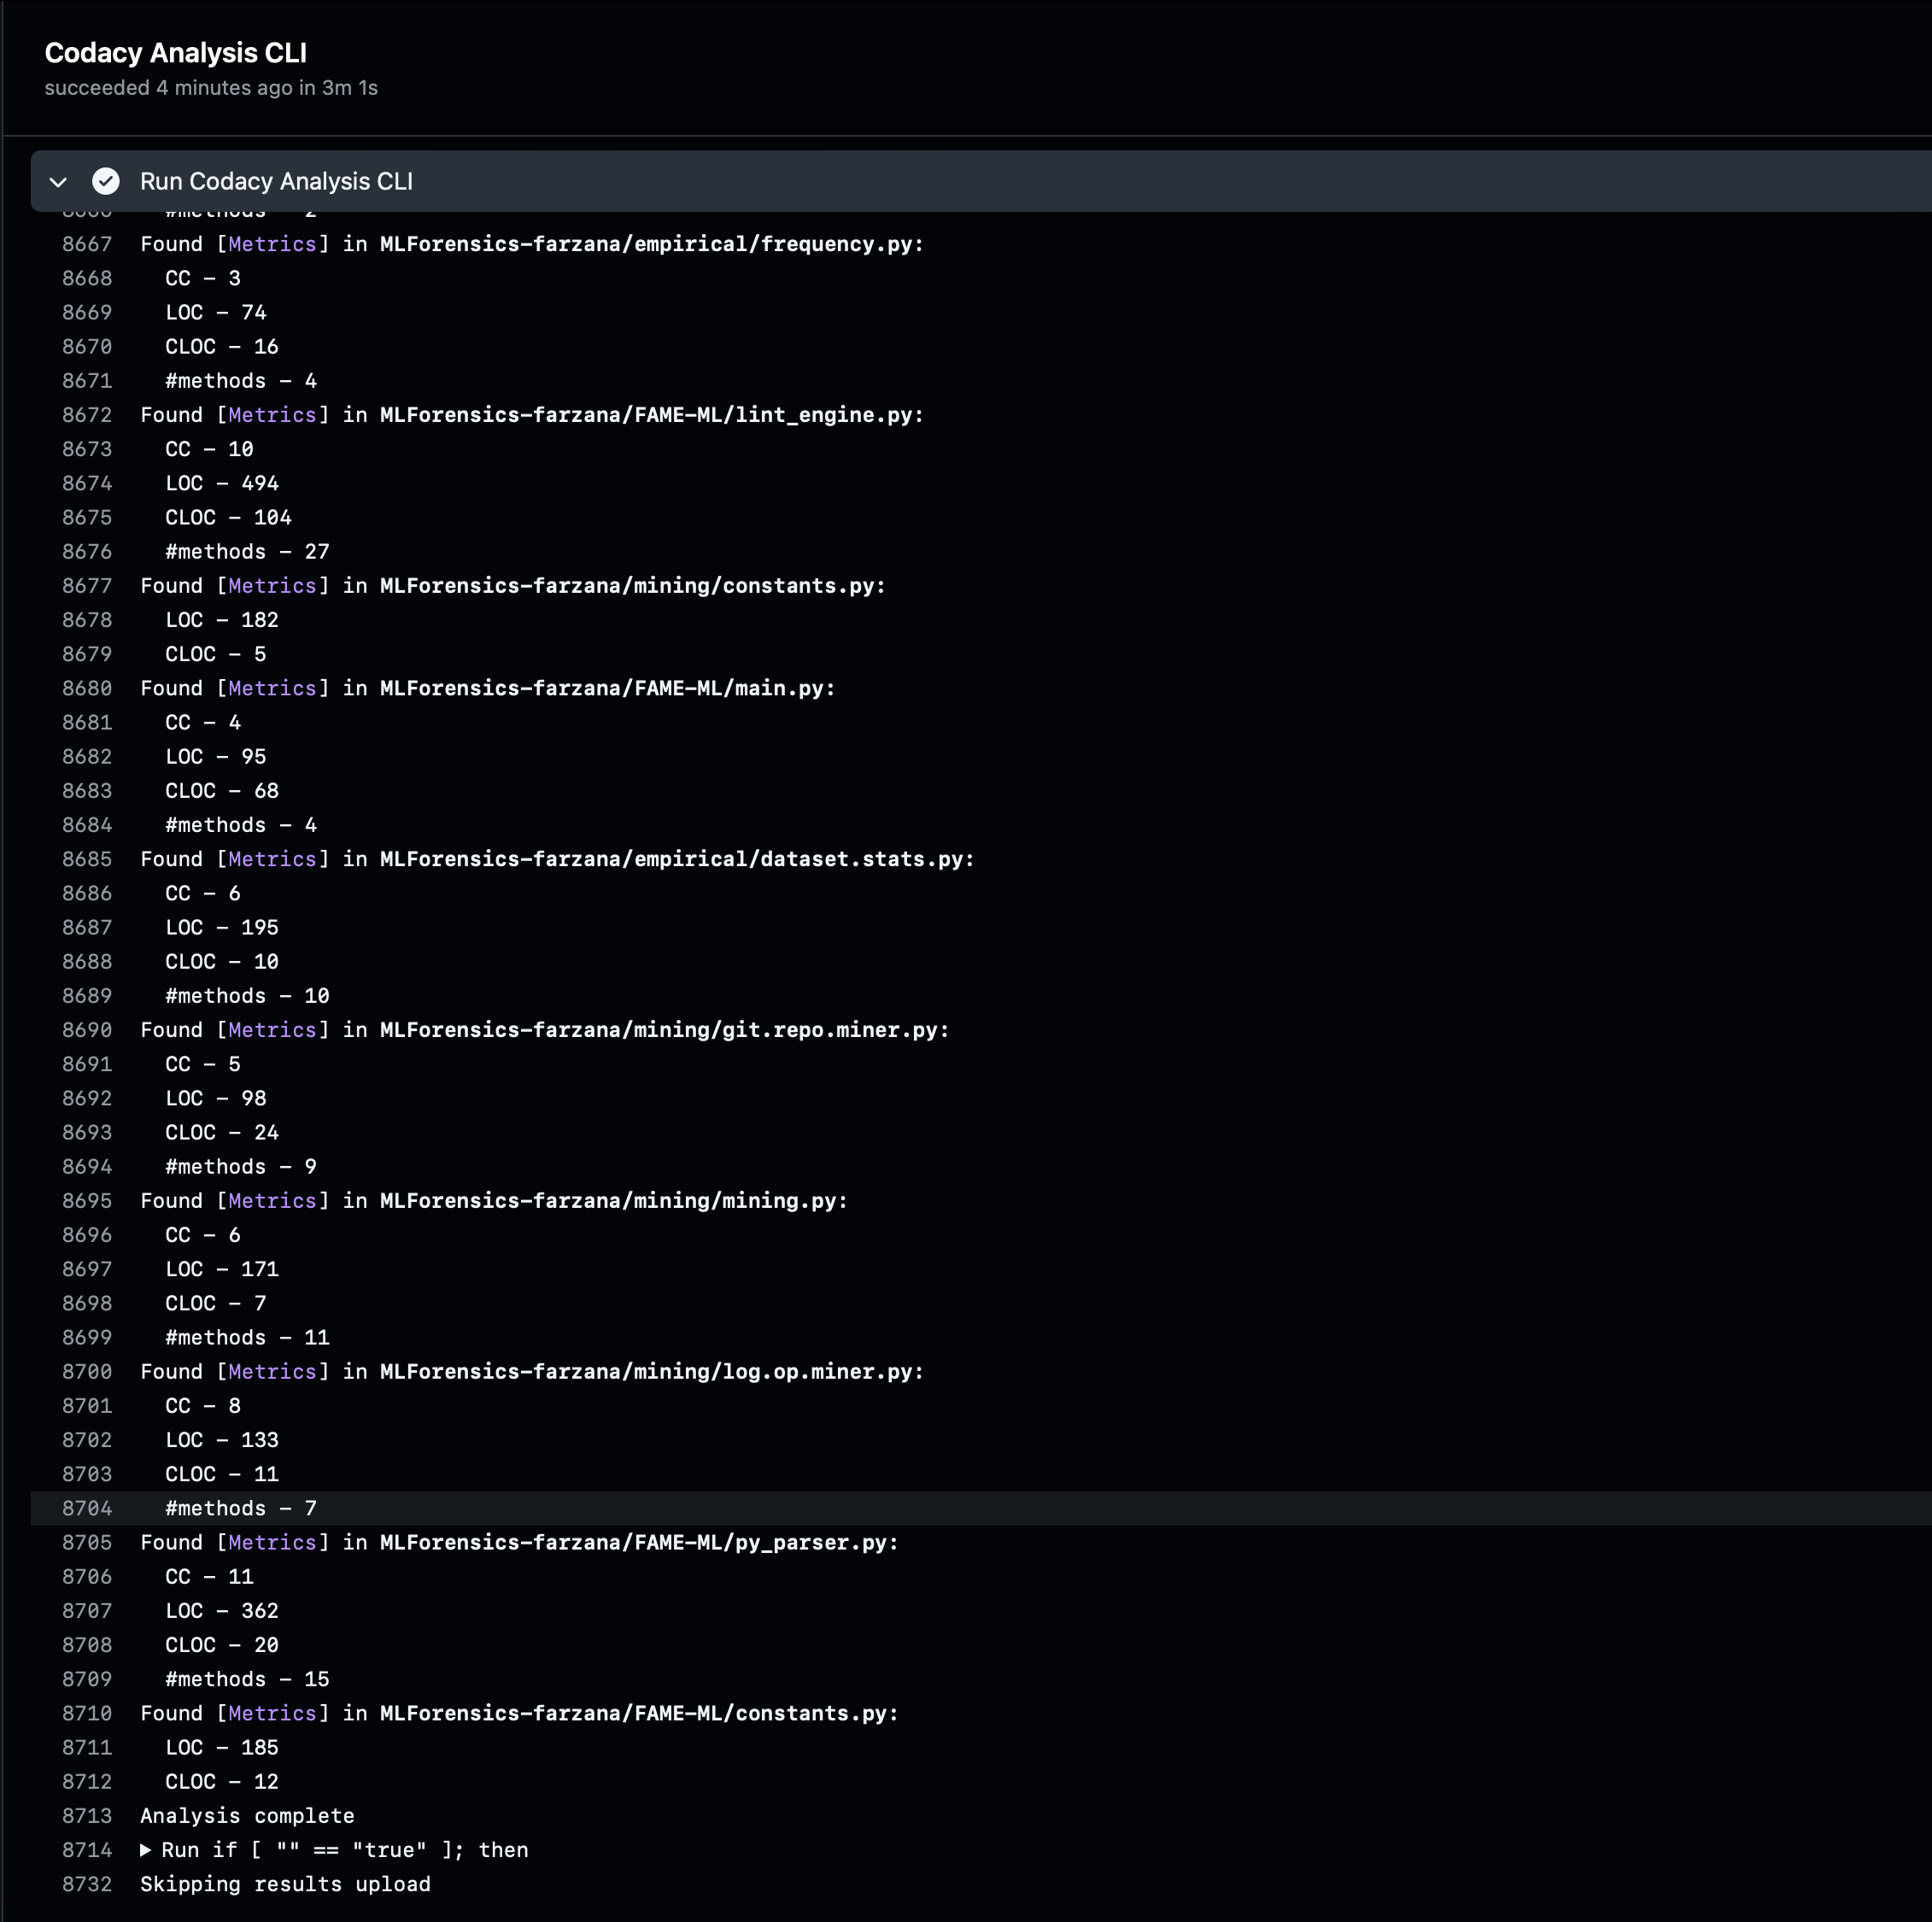 Codacy Analysis CLI
succeeded 4 minutes ago in 3m 1s
Run Codacy Analysis CLI
8666 #methods - 2
8667 Found [Metrics] in MLForensics-farzana/empirical/frequency.py:
8668 CC - 3
8669 LOC - 74
8670 CLOC - 16
8671 #methods - 4
8672 Found [Metrics] in MLForensics-farzana/FAME-ML/lint_engine.py:
8673 CC - 10
8674 LOC - 494
8675 CLOC - 104
8676 #methods - 27
8677 Found [Metrics] in MLForensics-farzana/mining/constants.py:
8678 LOC - 182
8679 CLOC - 5
8680 Found [Metrics] in MLForensics-farzana/FAME-ML/main.py:
8681 CC - 4
8682 LOC - 95
8683 CLOC - 68
8684 #methods - 4
8685 Found [Metrics] in MLForensics-farzana/empirical/dataset.stats.py:
8686 CC - 6
8687 LOC - 195
8688 CLOC - 10
8689 #methods - 10
8690 Found [Metrics] in MLForensics-farzana/mining/git.repo.miner.py:
8691 CC - 5
8692 LOC - 98
8693 CLOC - 24
8694 #methods - 9
8695 Found [Metrics] in MLForensics-farzana/mining/mining.py:
8696 CC - 6
8697 LOC - 171
8698 CLOC - 7
8699 #methods - 11
8700 Found [Metrics] in MLForensics-farzana/mining/log.op.miner.py:
8701 CC - 8
8702 LOC - 133
8703 CLOC - 11
8704 #methods - 7
8705 Found [Metrics] in MLForensics-farzana/FAME-ML/py_parser.py:
8706 CC - 11
8707 LOC - 362
8708 CLOC - 20
8709 #methods - 15
8710 Found [Metrics] in MLForensics-farzana/FAME-ML/constants.py:
8711 LOC - 185
8712 CLOC - 12
8713 Analysis complete
8714 ▶ Run if [ "" == "true" ]; then
8732 Skipping results upload